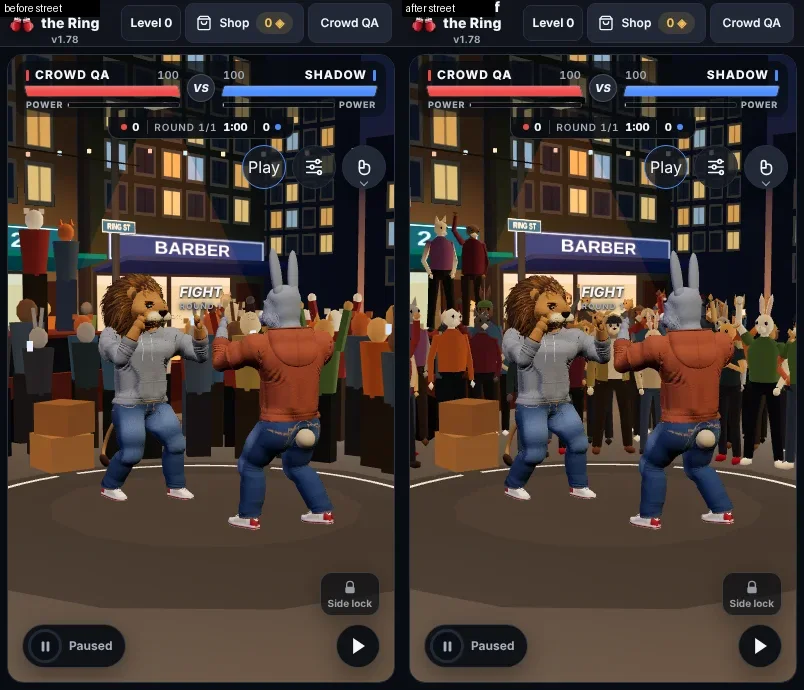 before street
the Ring
v1.78
Level 0
Shop
0
Crowd QA
CROWD QA
100
VS
100
SHADOW
POWER
POWER
0
ROUND 1/1
1:00
0
Play
RING ST
2
BARBER
FIGHT
Side lock
Paused
after street
the Ring
v1.78
Level 0
Shop
0
Crowd QA
CROWD QA
100
VS
100
SHADOW
POWER
POWER
0
ROUND 1/1
1:00
0
Play
RING ST
2
BARBER
FIGHT
Side lock
Paused